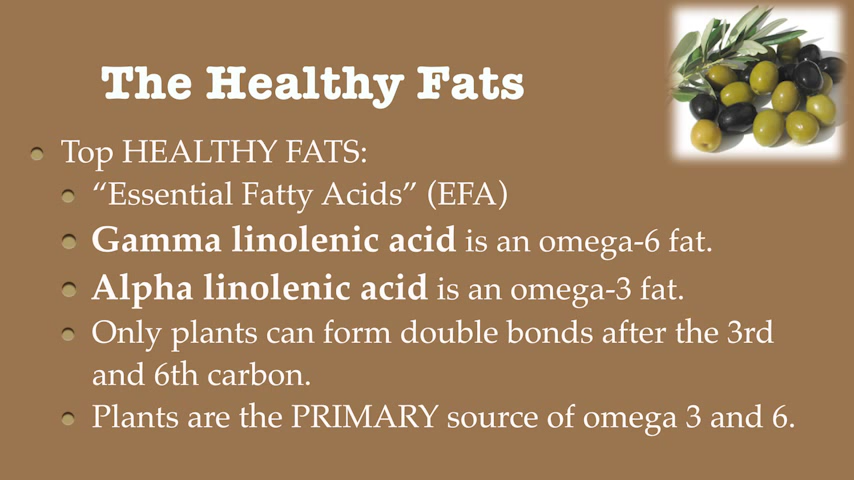 The Healthy Fats
Top HEALTHY FATS:
“Essential Fatty Acids” (EFA)
Gamma linolenic acid is an omega-6 fat.
Alpha linolenic acid is an omega-3 fat.
Only plants can form double bonds after the 3rd
and 6th carbon.
Plants are the PRIMARY source of omega 3 and 6.